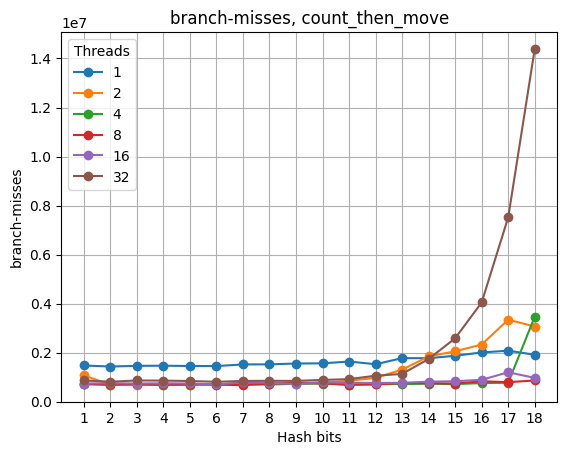 branch-misses, count_then_move
1e7
Threads
1
2
4
8
16
32
branch-misses
1.4
1.2
1.0
0.8
0.6
0.4
0.2
0.0
1 2 3 4 5 6 7 8 9 10 11 12 13 14 15 16 17 18
Hash bits